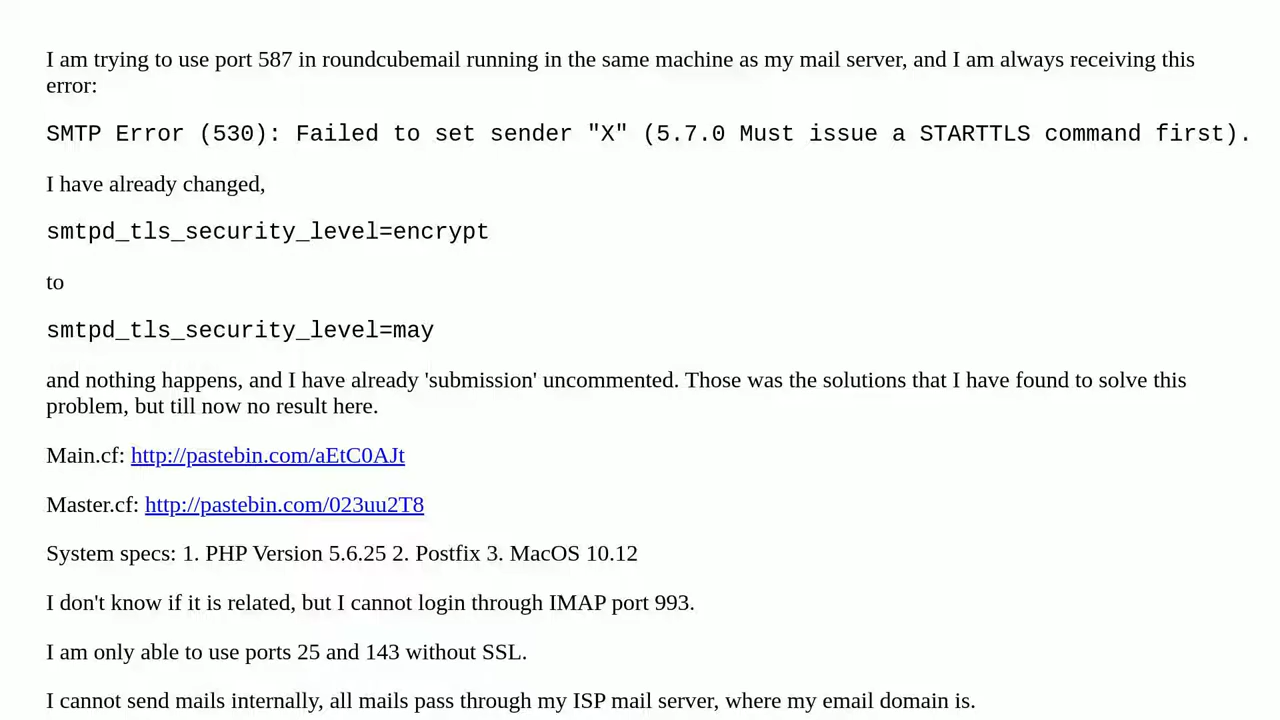 I am trying to use port 587 in roundcubemail running in the same machine as my mail server, and I am always receiving this
error:
SMTP Error (530): Failed to set sender "X" (5.7.0 Must issue a STARTTLS command first).
I have already changed,
smtpd_tls_security_level=encrypt
to
smtpd_tls_security_level=may
and nothing happens, and I have already 'submission' uncommented. Those was the solutions that I have found to solve this
problem, but till now no result here.
Main.cf: http://pastebin.com/aEtC0AJt
Master.cf: http://pastebin.com/023uu2T8
System specs: 1. PHP Version 5.6.25 2. Postfix 3. MacOS 10.12
I don't know if it is related, but I cannot login through IMAP port 993.
I am only able to use ports 25 and 143 without SSL.
I cannot send mails internally, all mails pass through my ISP mail server, where my email domain is.